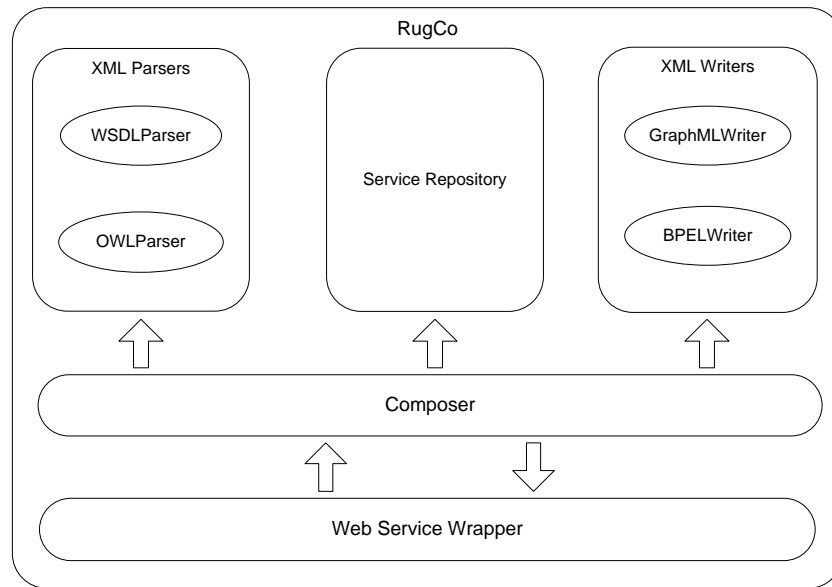 RugCo
XML Parsers
WSDLParser
OWLParser
Service Repository
XML Writers
GraphMLWriter
BPELWriter
Composer
Web Service Wrapper